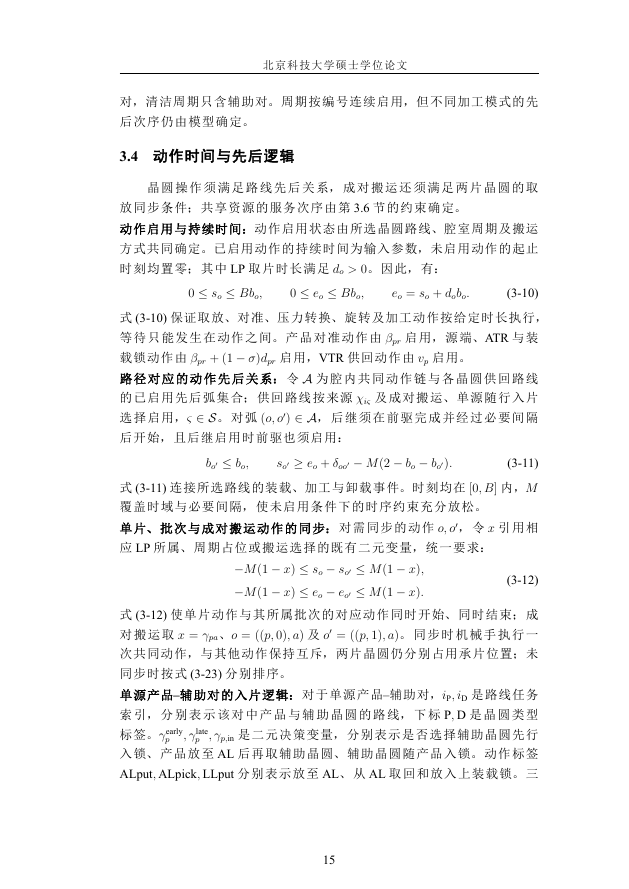 北京科技大学硕士学位论文
对，清洁周期只含辅助对。周期按编号连续启用，但不同加工模式的先
后次序仍由模型确定。
3.4 动作时间与先后逻辑
晶圆操作须满足路线先后关系，成对搬运还须满足两片晶圆的取
放同步条件；共享资源的服务次序由第 3.6 节的约束确定。
动作启用与持续时间：动作启用状态由所选晶圆路线、腔室周期及搬运
方式共同确定。已启用动作的持续时间为输入参数，未启用动作的起止
时刻均置零；其中 LP 取片时长满足 dₒ > 0。因此，有：
0 ≤ sₒ ≤ Bbₒ, 0 ≤ eₒ ≤ Bbₒ, eₒ = sₒ + dₒbₒ. (3-10)
式 (3-10) 保证取放、对准、压力转换、旋转及加工动作按给定时长执行，
等待只能发生在动作之间。产品对准动作由 β_{pr} 启用，源端、ATR 与装
载锁动作由 β_{pr} + (1 − σ)d_{pr} 启用，VTR 供回动作由 v_p 启用。
路径对应的动作先后关系：令 𝒜 为腔内共同动作链与各晶圆供回路线
的已启用先后弧集合；供回路线按来源 χ_{iς} 及成对搬运、单源随行入片
选择启用，ς ∈ 𝒮。对弧 (o, o′) ∈ 𝒜，后继须在前驱完成并经过必要间隔
后开始，且后继启用时前驱也须启用：
b_{o′} ≤ b_o, s_{o′} ≥ e_o + δ_{oo′} − M(2 − b_o − b_{o′}). (3-11)
式 (3-11) 连接所选路线的装载、加工与卸载事件。时刻均在 [0, B] 内，M
覆盖时域与必要间隔，使未启用条件下的时序约束充分放松。
单片、批次与成对搬运动作的同步：对需同步的动作 o, o′，令 x 引用相
应 LP 所属、周期占位或搬运选择的既有二元变量，统一要求：
−M(1 − x) ≤ s_o − s_{o′} ≤ M(1 − x),
−M(1 − x) ≤ e_o − e_{o′} ≤ M(1 − x). (3-12)
式 (3-12) 使单片动作与其所属批次的对应动作同时开始、同时结束；成
对搬运取 x = γ_{pa}、o = ((p, 0), a) 及 o′ = ((p, 1), a)。同步时机械手执行一
次共同动作，与其他动作保持互斥，两片晶圆仍分别占用承片位置；未
同步时按式 (3-23) 分别排序。
单源产品–辅助对的入片逻辑：对于单源产品–辅助对，i_P, i_D 是路线任务
索引，分别表示该对中产品与辅助晶圆的路线，下标 P, D 是晶圆类型
标签。γ_p^{early}, γ_p^{late}, γ_{p,in} 是二元决策变量，分别表示是否选择辅助晶圆先行
入锁、产品放至 AL 后再取辅助晶圆、辅助晶圆随产品入锁。动作标签
ALput, ALpick, LLput 分别表示放至 AL、从 AL 取回和放入上装载锁。三
15